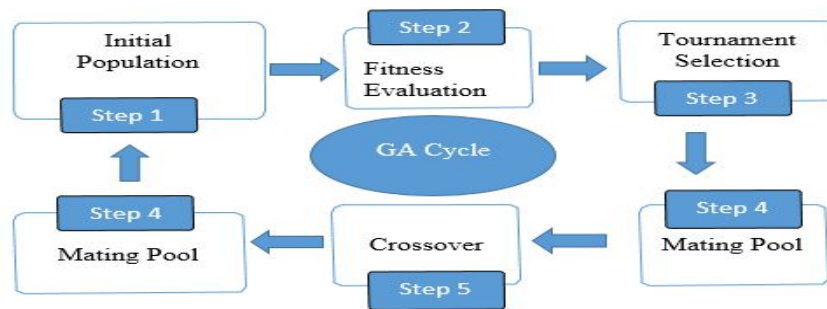 Initial
Population
Step 1
Step 2
Fitness
Evaluation
Tournament
Selection
Step 3
GA Cycle
Step 4
Mating Pool
Crossover
Step 5
Step 4
Mating Pool